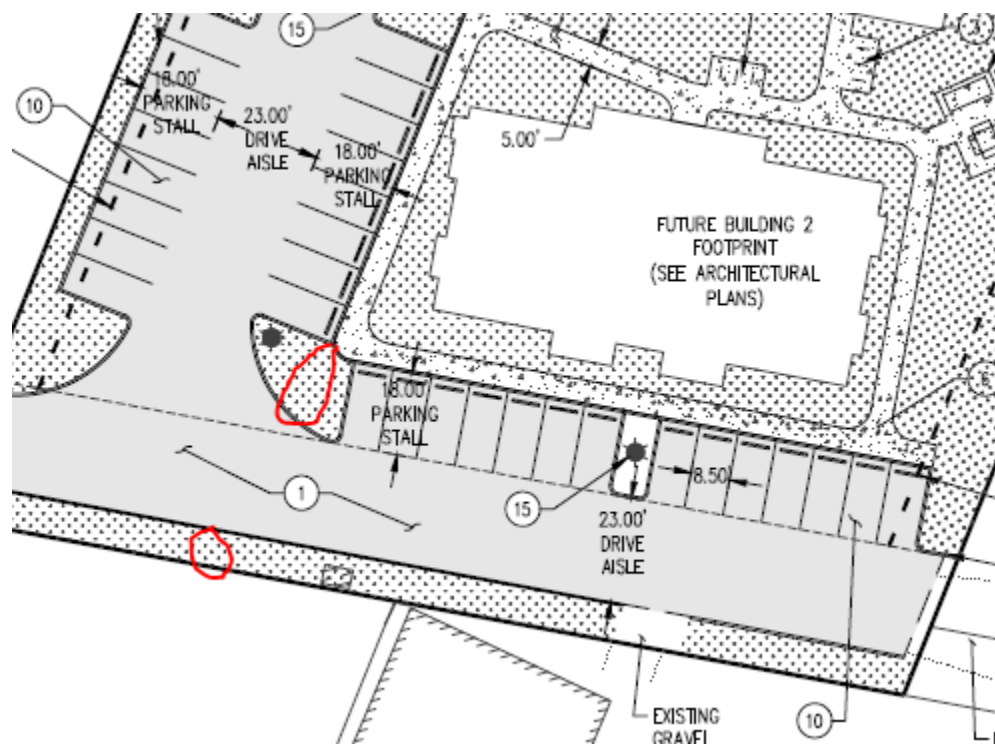 15
3
18.00'
PARKING
STALL
10
23.00'
DRIVE
AISLE
18.00'
PARKING
STALL
5.00'
FUTURE BUILDING 2
FOOTPRINT
(SEE ARCHITECTURAL
PLANS)
6
18.00'
PARKING
STALL
8.50
1
15
23.00'
DRIVE
AISLE
10
EXISTING
GRAVEL